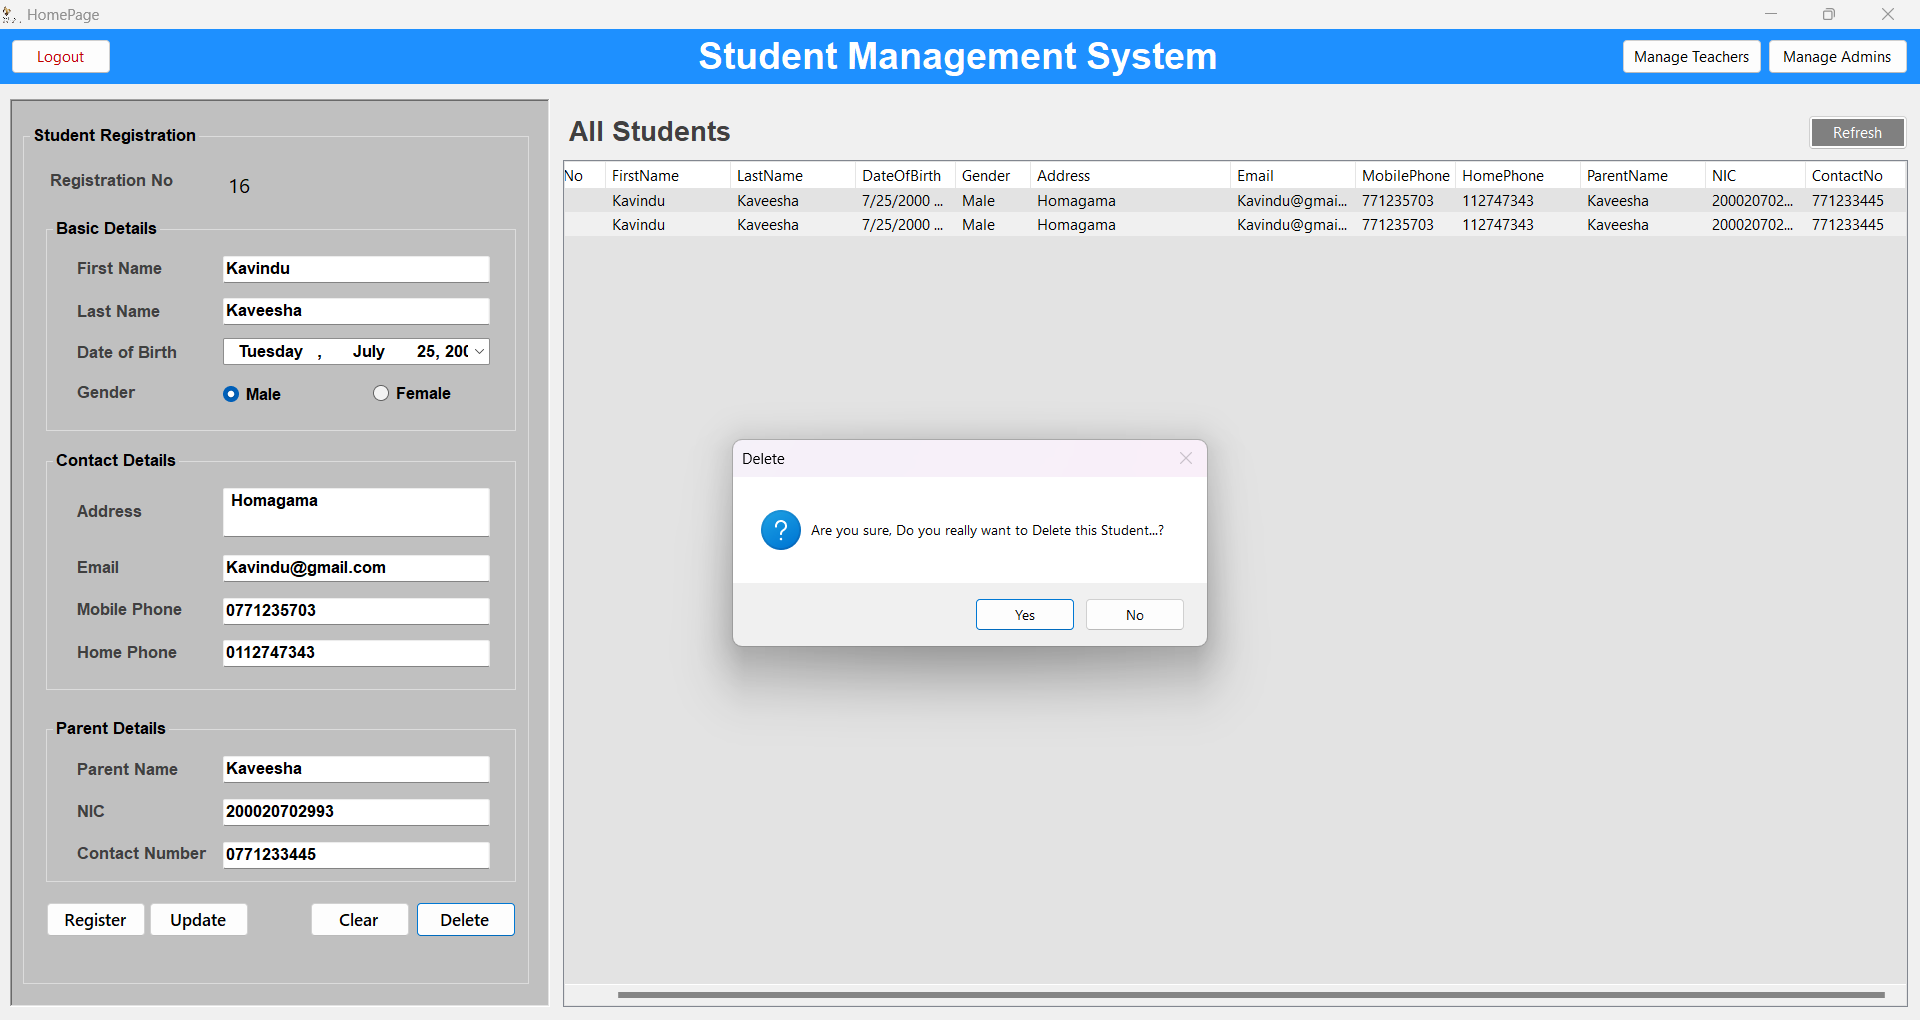 HomePage
Logout
Student Management System
Manage Teachers
Manage Admins
Student Registration
Registration No
16
Basic Details
First Name
Kavindu
Last Name
Kaveesha
Date of Birth
Tuesday , July 25, 200
Gender
Male
Female
Contact Details
Address
Homagama
Email
Kavindu@gmail.com
Mobile Phone
0771235703
Home Phone
0112747343
Parent Details
Parent Name
Kaveesha
NIC
200020702993
Contact Number
0771233445
Register
Update
Clear
Delete
All Students
Refresh
No FirstName LastName DateOfBirth Gender Address Email MobilePhone HomePhone ParentName NIC ContactNo
Kavindu Kaveesha 7/25/2000 ... Male Homagama Kavindu@gmai... 771235703 112747343 Kaveesha 200020702... 771233445
Kavindu Kaveesha 7/25/2000 ... Male Homagama Kavindu@gmai... 771235703 112747343 Kaveesha 200020702... 771233445
Delete
Are you sure, Do you really want to Delete this Student...?
Yes
No